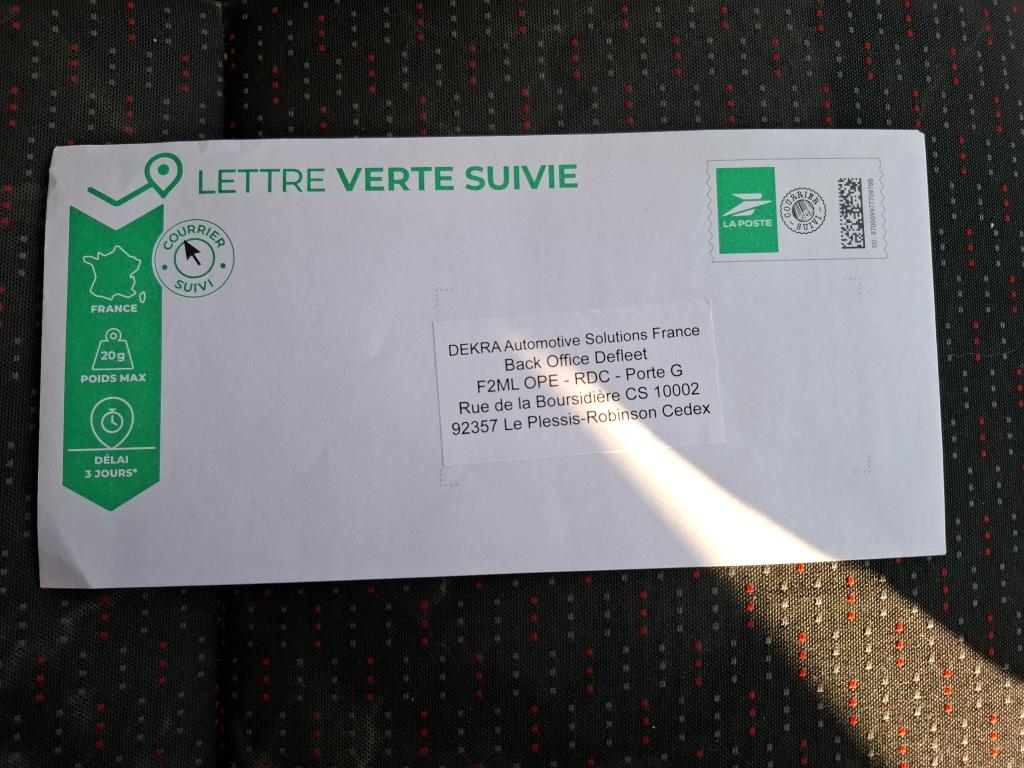 LETTRE VERTE SUIVIE
COURRIER
SUIVI
FRANCE
20g
POIDS MAX
DÉLAI
3 JOURS*
LA POSTE
COURRIER
SUIVI
DEKRA Automotive Solutions France
Back Office Defleet
F2ML OPE - RDC - Porte G
Rue de la Boursidière CS 10002
92357 Le Plessis-Robinson Cedex